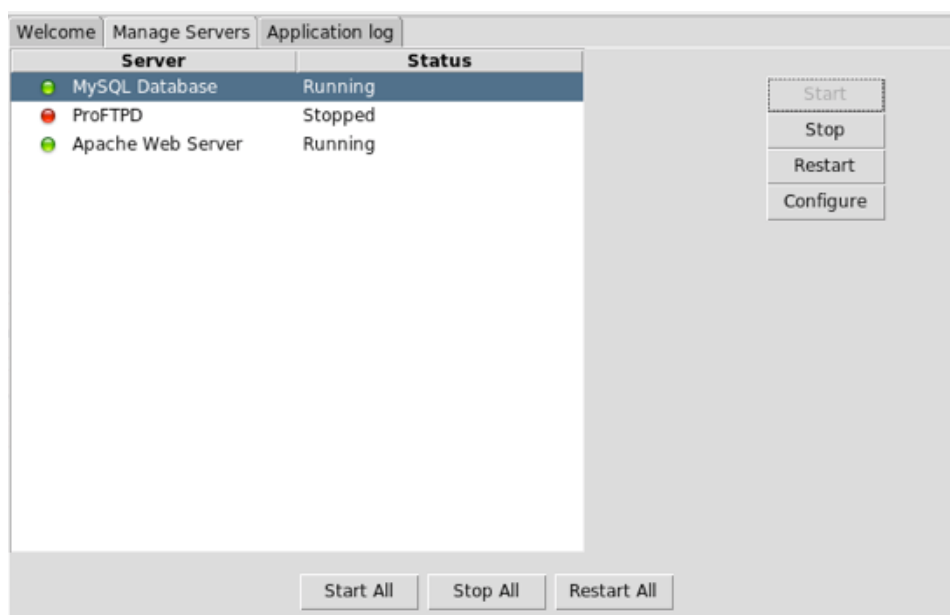 Welcome Manage Servers Application log
Server Status
MySQL Database Running
ProFTPD Stopped
Apache Web Server Running
Start
Stop
Restart
Configure
Start All Stop All Restart All